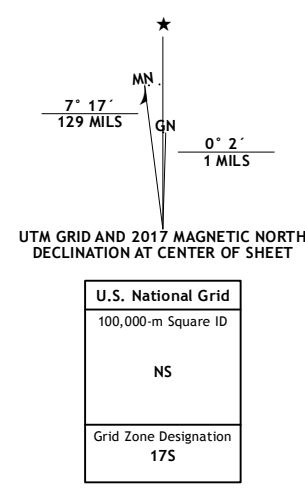 ★
MN
7° 17´
129 MILS
GN
0° 2´
1 MILS
UTM GRID AND 2017 MAGNETIC NORTH
DECLINATION AT CENTER OF SHEET
U.S. National Grid
100,000-m Square ID
NS
Grid Zone Designation
17S